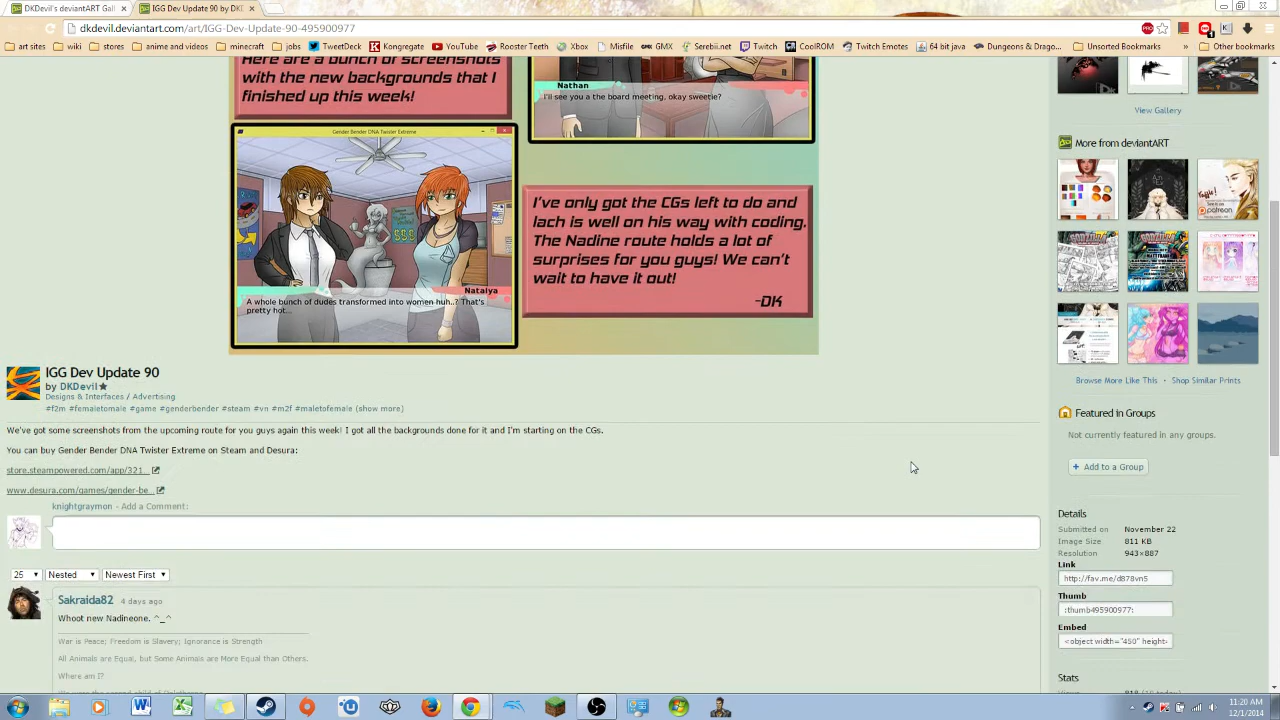 DKDevil's deviantART Gall
IGG Dev Update 90 by DKD
dkdevil.deviantart.com/art/IGG-Dev-Update-90-495900977
art sites
wiki
stores
anime and videos
minecraft
jobs
TweetDeck
Kongregate
YouTube
Rooster Teeth
Xbox
Misfile
GMX
Serebii.net
Twitch
CoolROM
Twitch Emotes
64 bit java
Dungeons & Drago...
Unsorted Bookmarks
»
Other bookmarks
Here are a bunch of screenshots
with the new backgrounds that I
finished up this week!
Nathan
I'll see you a the board meeting, okay sweetie?
Gender Bender DNA Twister Extreme
$$$
Natalya
A whole bunch of dudes transformed into women huh..? That's
pretty hot...
I've only got the CGs left to do and
lach is well on his way with coding.
The Nadine route holds a lot of
surprises for you guys! We can't
wait to have it out!
-DK
View Gallery
More from deviantART
patreon
Browse More Like This · Shop Similar Prints
Featured in Groups
Not currently featured in any groups.
+ Add to a Group
Details
Submitted on November 22
Image Size 811 KB
Resolution 943×887
Link
http://fav.me/d878vn5
Thumb
:thumb495900977:
Embed
<object width="450" height=
Stats
IGG Dev Update 90
by DKDevil
Designs & Interfaces / Advertising
#f2m #femaletomale #game #genderbender #steam #vn #m2f #maletofemale (show more)
We've got some screenshots from the upcoming route for you guys again this week! I got all the backgrounds done for it and I'm starting on the CGs.
You can buy Gender Bender DNA Twister Extreme on Steam and Desura:
store.steampowered.com/app/321...
www.desura.com/games/gender-be...
knightgraymon - Add a Comment:
25
Nested
Newest First
Sakraida82 4 days ago
Whoot new Nadineone. ^_^
War is Peace; Freedom is Slavery; Ignorance is Strength
All Animals are Equal, but Some Animals are More Equal than Others.
Where am I?
11:20 AM
12/1/2014